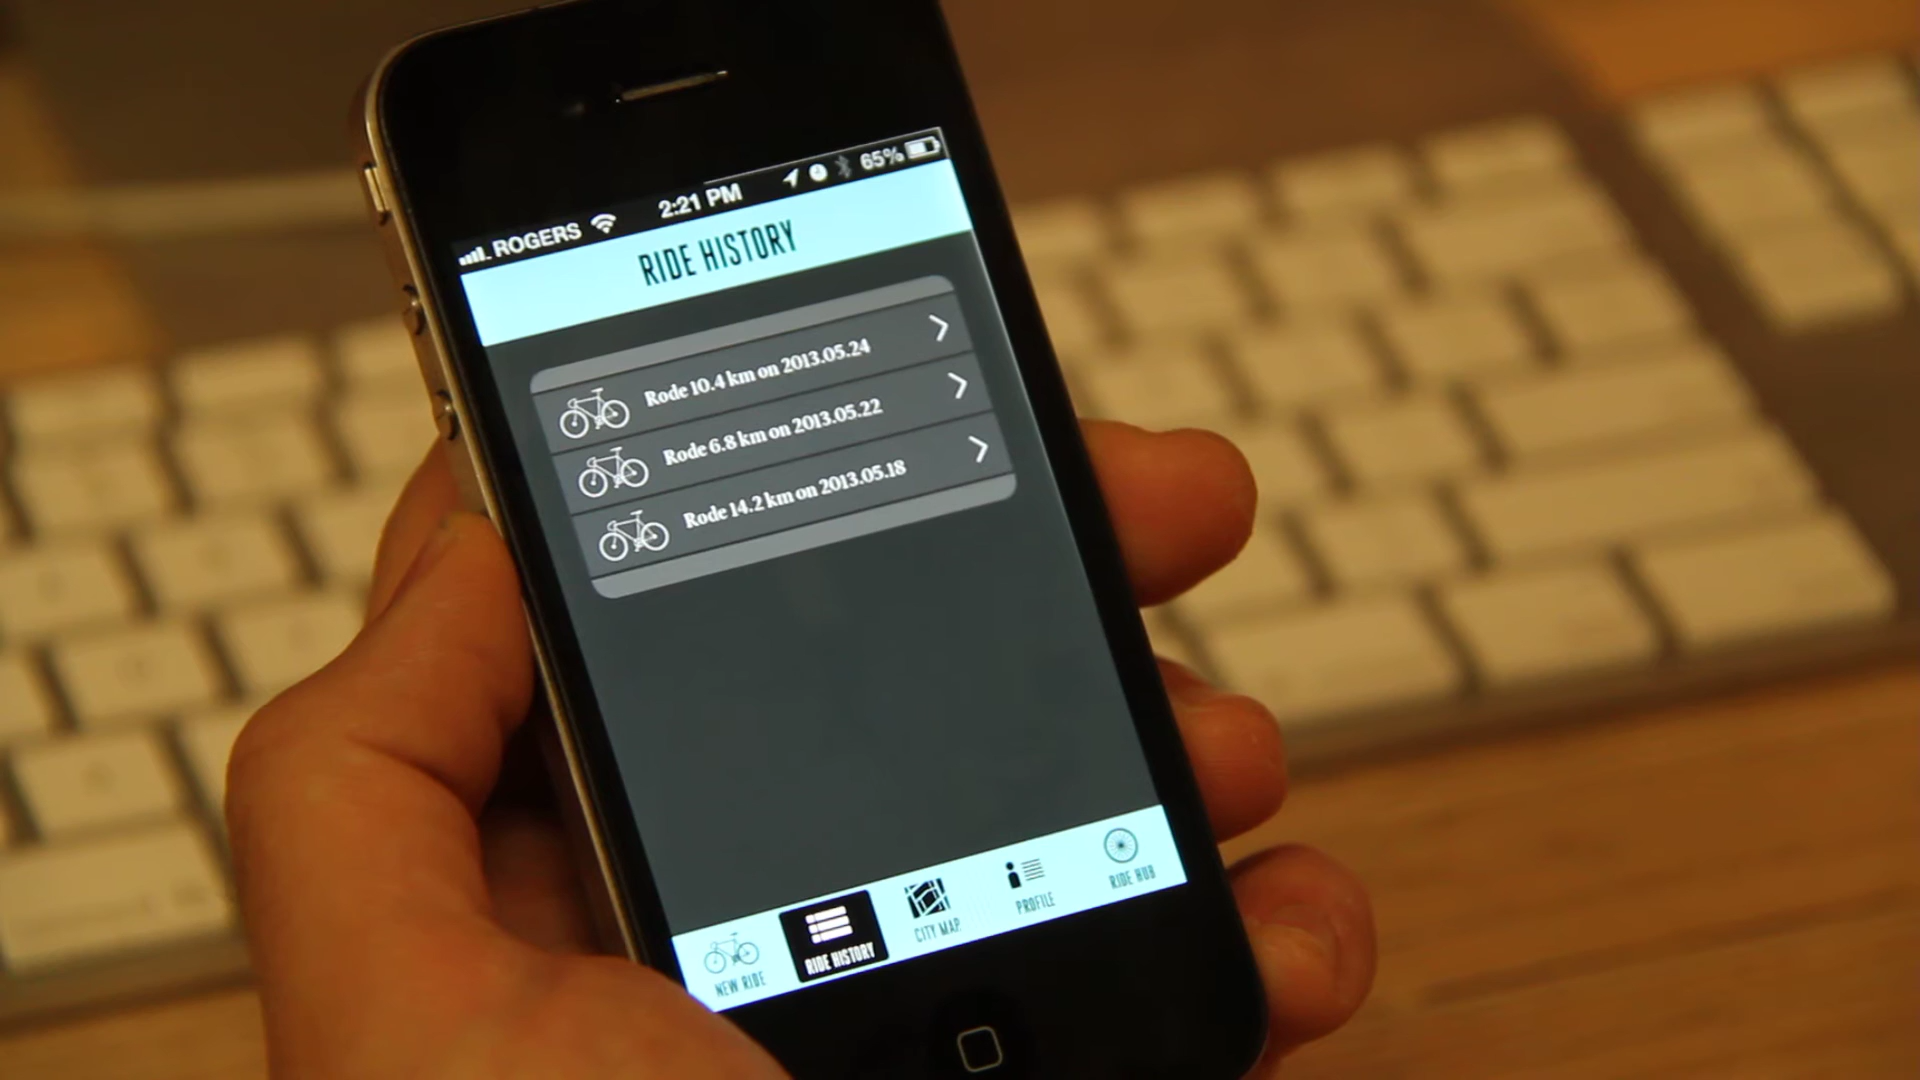 ROGERS 2:21 PM 65%
RIDE HISTORY
Rode 10.4 km on 2013.05.24
Rode 6.8 km on 2013.05.22
Rode 14.2 km on 2013.05.18
NEW RIDE
RIDE HISTORY
CITY MAP
PROFILE
RIDE HUB